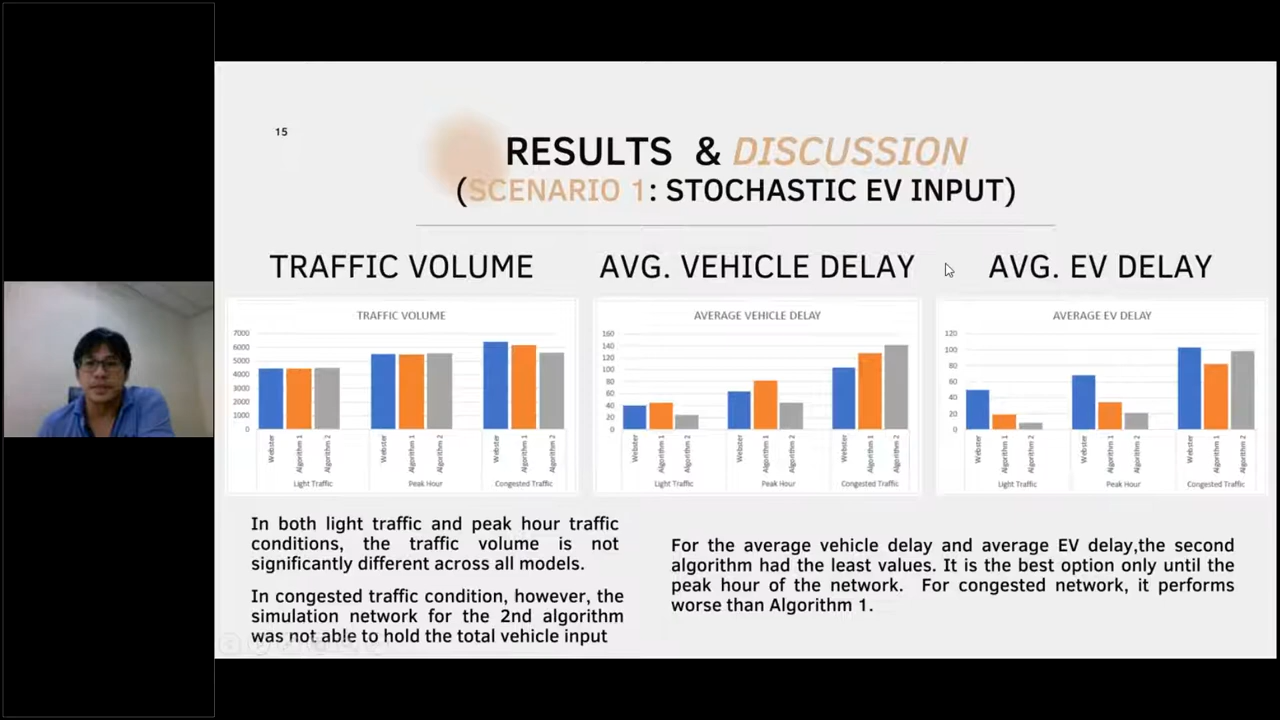 15
RESULTS & DISCUSSION
(SCENARIO 1: STOCHASTIC EV INPUT)
TRAFFIC VOLUME
AVG. VEHICLE DELAY
AVG. EV DELAY
TRAFFIC VOLUME
7000
6000
5000
4000
3000
2000
1000
0
Webster
Algorithm 1
Algorithm 2
Webster
Algorithm 1
Algorithm 2
Webster
Algorithm 1
Algorithm 2
Light Traffic
Peak Hour
Congested Traffic
AVERAGE VEHICLE DELAY
160
140
120
100
80
60
40
20
0
Webster
Algorithm 1
Algorithm 2
Webster
Algorithm 1
Algorithm 2
Webster
Algorithm 1
Algorithm 2
Light Traffic
Peak Hour
Congested Traffic
AVERAGE EV DELAY
120
100
80
60
40
20
0
Webster
Algorithm 1
Algorithm 2
Webster
Algorithm 1
Algorithm 2
Webster
Algorithm 1
Algorithm 2
Light Traffic
Peak Hour
Congested Traffic
In both light traffic and peak hour traffic
conditions, the traffic volume is not
significantly different across all models.
In congested traffic condition, however, the
simulation network for the 2nd algorithm
was not able to hold the total vehicle input
For the average vehicle delay and average EV delay,the second
algorithm had the least values. It is the best option only until the
peak hour of the network. For congested network, it performs
worse than Algorithm 1.